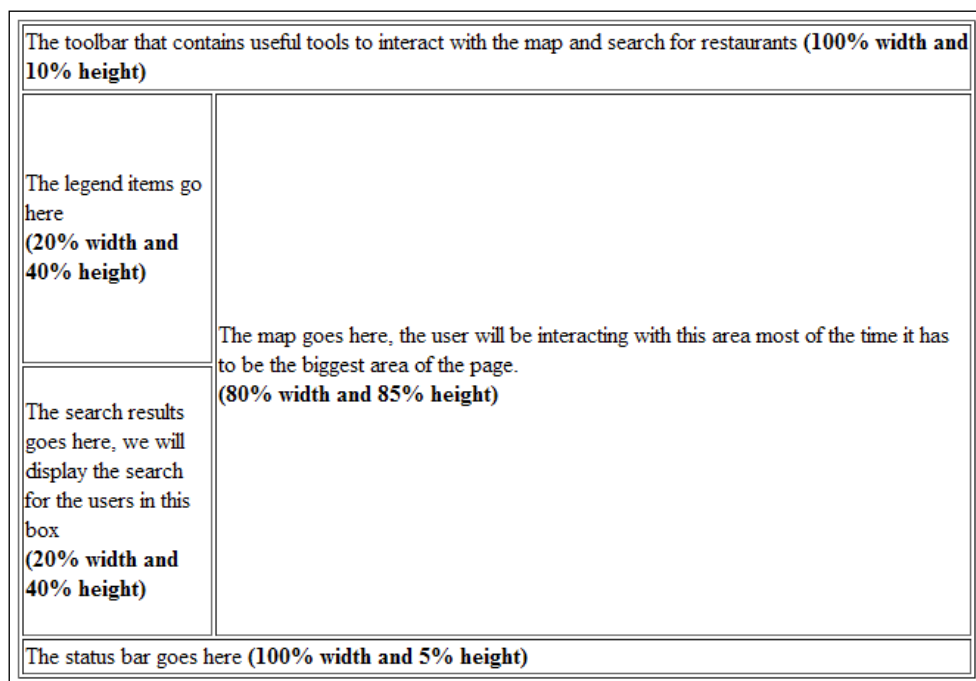 The toolbar that contains useful tools to interact with the map and search for restaurants (100% width and
10% height)
The legend items go
here
(20% width and
40% height)
The map goes here, the user will be interacting with this area most of the time it has
to be the biggest area of the page.
(80% width and 85% height)
The search results
goes here, we will
display the search
for the users in this
box
(20% width and
40% height)
The status bar goes here (100% width and 5% height)